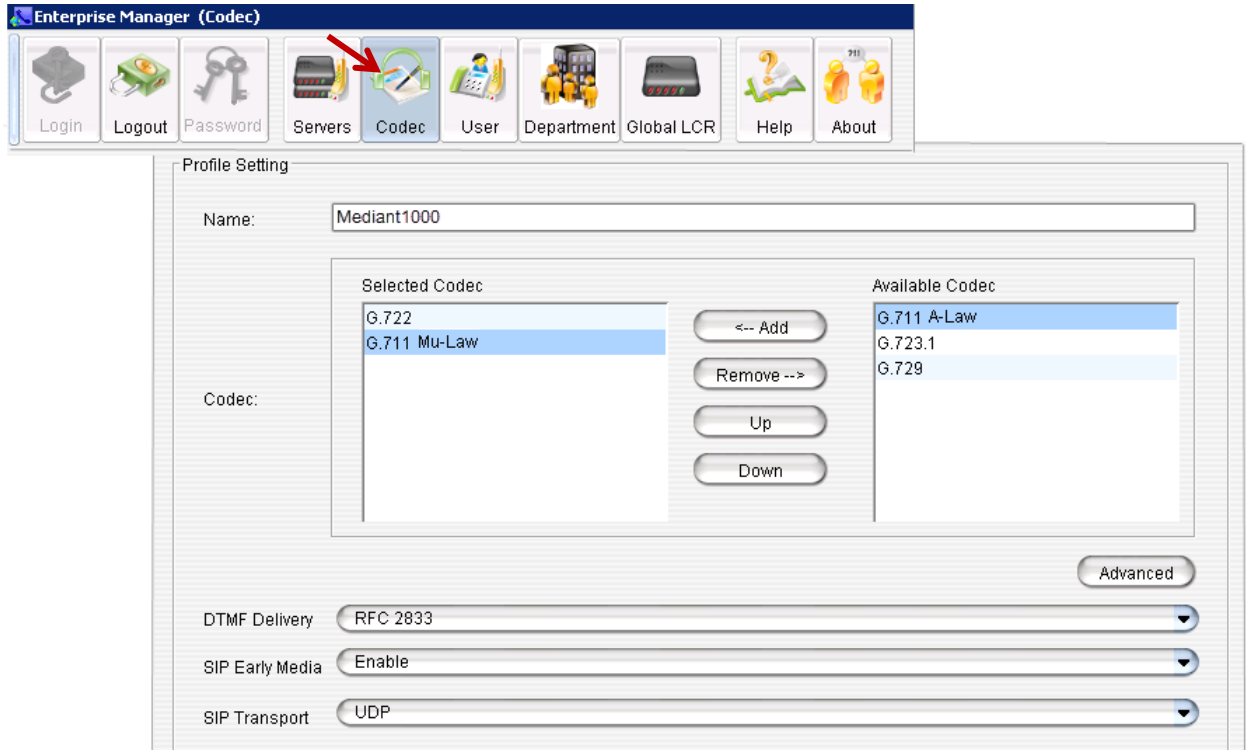 Enterprise Manager (Codec)
?!!
Login Logout Password Servers Codec User Department Global LCR Help About
Profile Setting
Name: Mediant1000
Selected Codec Available Codec
G.722 <-- Add G.711 A-Law
G.711 Mu-Law G.723.1
Remove --> G.729
Codec:
Up
Down
Advanced
DTMF Delivery RFC 2833
SIP Early Media Enable
SIP Transport UDP